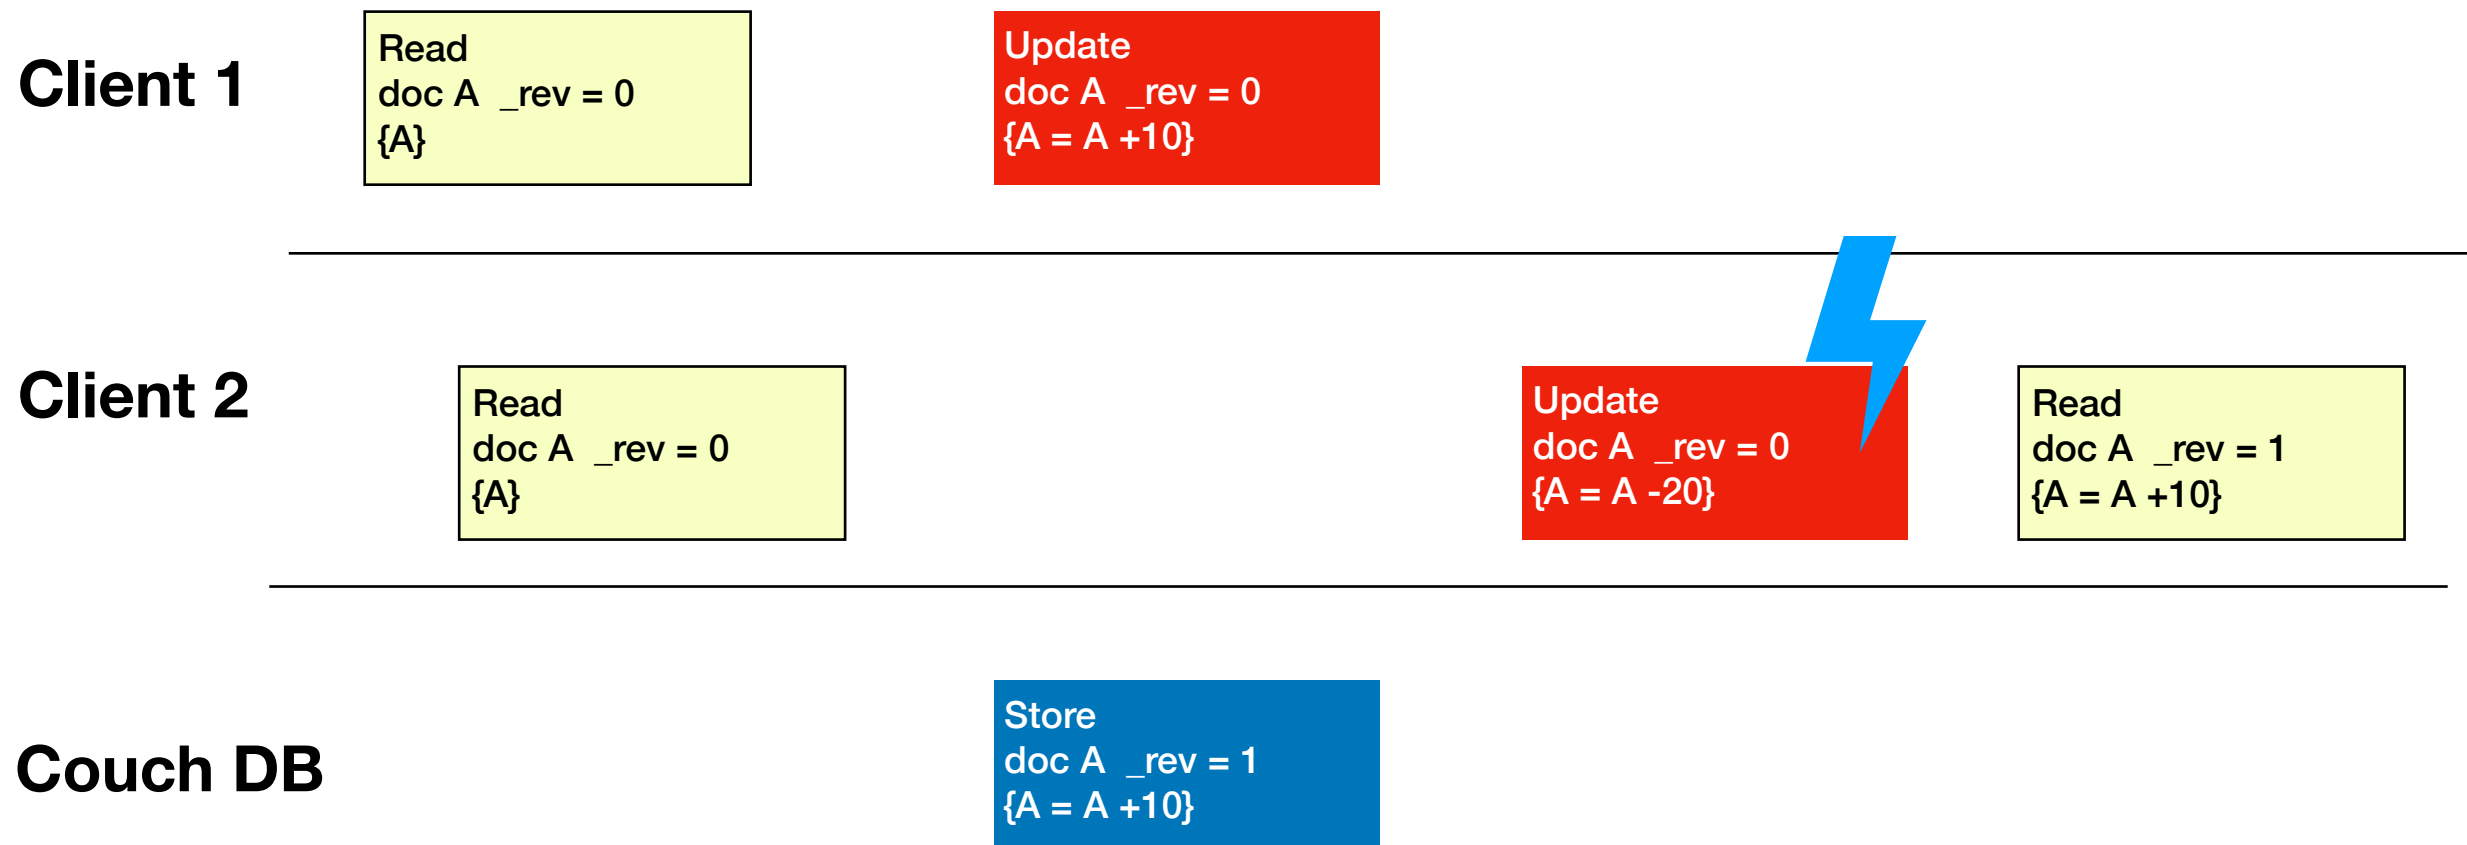 Client 1
Read
doc A _rev = 0
{A}
Update
doc A _rev = 0
{A = A +10}
Client 2
Read
doc A _rev = 0
{A}
Update
doc A _rev = 0
{A = A -20}
Read
doc A _rev = 1
{A = A +10}
Couch DB
Store
doc A _rev = 1
{A = A +10}